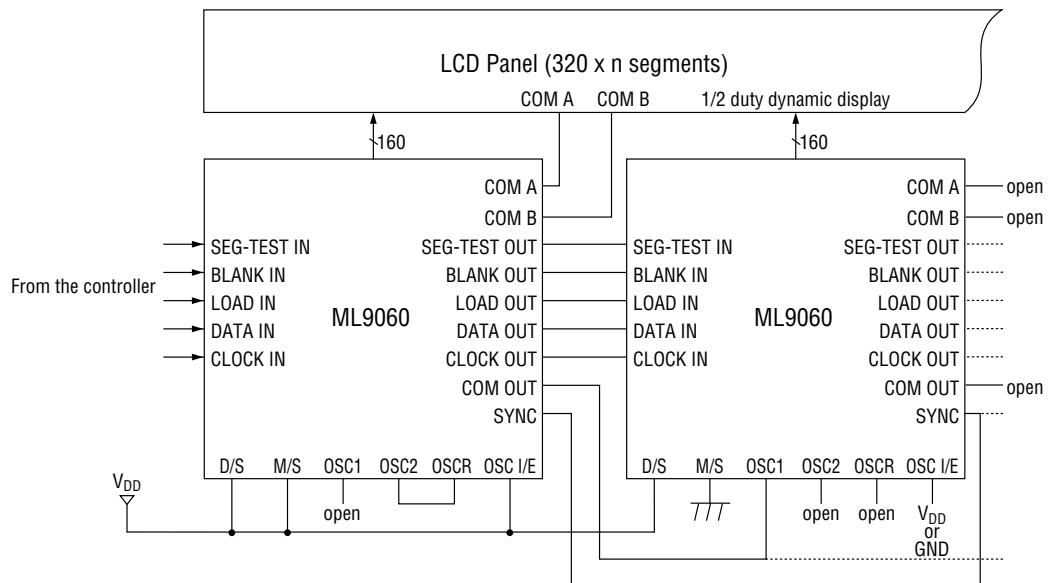 LCD Panel (320 x n segments)
COM A COM B 1/2 duty dynamic display
160
160
From the controller
ML9060
SEG-TEST IN
BLANK IN
LOAD IN
DATA IN
CLOCK IN
COM A
COM B
SEG-TEST OUT
BLANK OUT
LOAD OUT
DATA OUT
CLOCK OUT
COM OUT
SYNC
D/S M/S OSC1 OSC2 OSCR OSC I/E
VDD
open
ML9060
SEG-TEST IN
BLANK IN
LOAD IN
DATA IN
CLOCK IN
COM A open
COM B open
SEG-TEST OUT
BLANK OUT
LOAD OUT
DATA OUT
CLOCK OUT
COM OUT open
SYNC
D/S M/S OSC1 OSC2 OSCR OSC I/E
open open VDD
or
GND